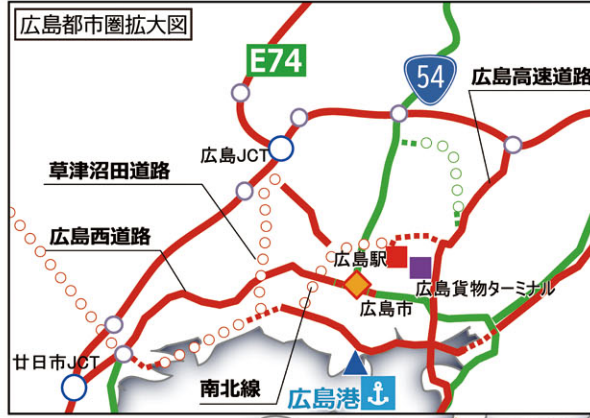 広島都市圏拡大図
E74
54
広島高速道路
広島JCT
草津沼田道路
広島西道路
広島駅
広島貨物ターミナル
広島市
廿日市JCT
南北線
広島港